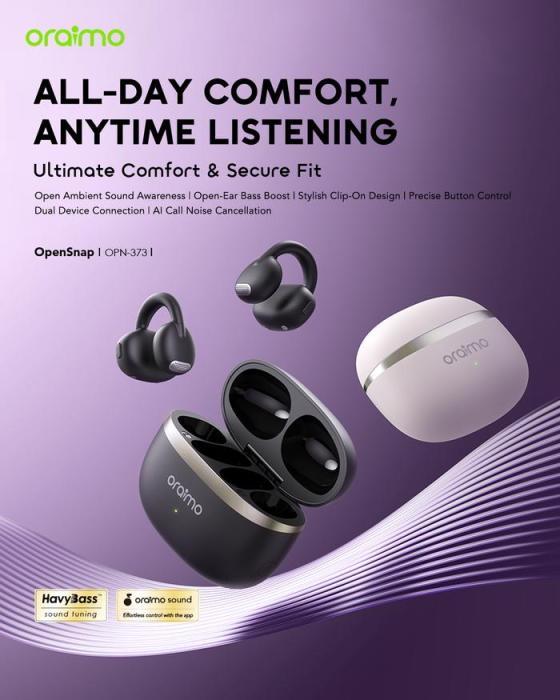 oraimo
ALL-DAY COMFORT,
ANYTIME LISTENING
Ultimate Comfort & Secure Fit
Open Ambient Sound Awareness | Open-Ear Bass Boost | Stylish Clip-On Design | Precise Button Control
Dual Device Connection | AI Call Noise Cancellation
OpenSnap | OPN-373 |
oraimo
oraimo
HavyBass™
sound tuning
oraimo sound
Effortless control with the app